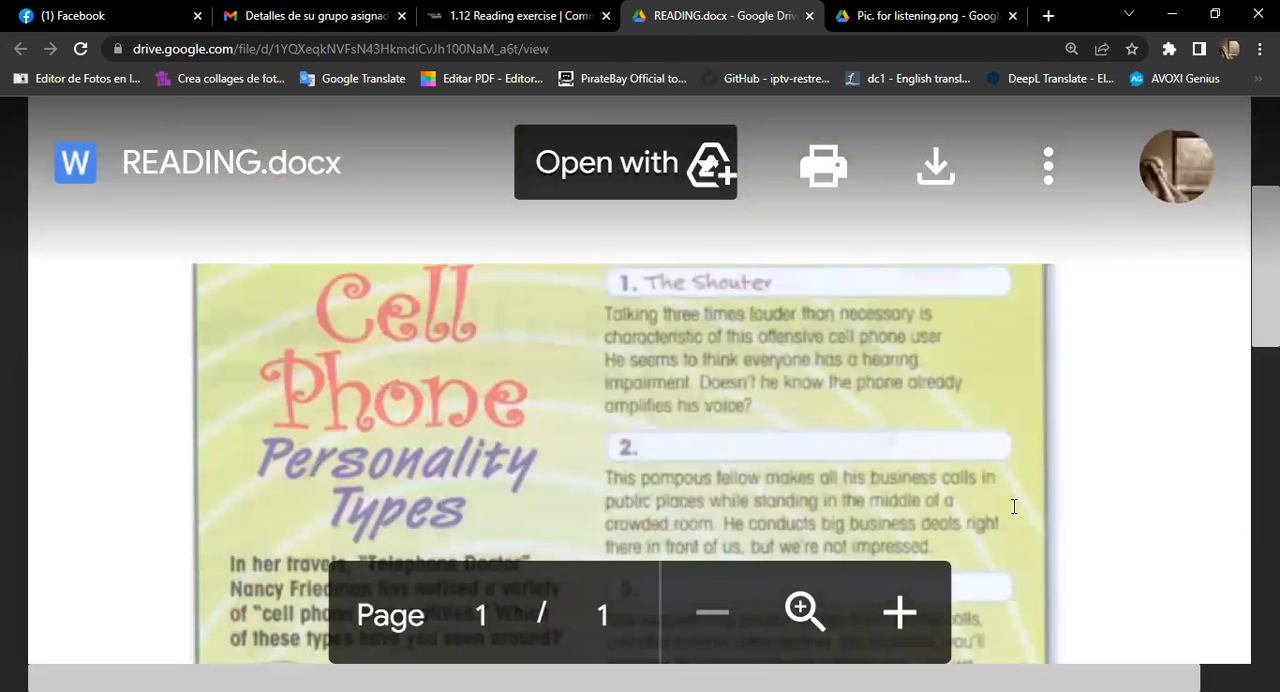 (1) Facebook
Detalles de su grupo asignad
1.12 Reading exercise | Com
READING.docx - Google Driv
Pic. for listening.png - Googl
drive.google.com/file/d/1YQXeqkNVFsN43HkmdiCvJh100NaM_a6t/view
Editor de Fotos en l...
Crea collages de fot...
Google Translate
Editar PDF - Editor...
PirateBay Official to...
GitHub - iptv-restre...
dc1 - English transl...
DeepL Translate - El...
AVOXI Genius
W READING.docx
Open with
Cell
Phone
Personality
Types
In her travels, "Telephone Doctor"
Nancy Friedman has noticed a variety
of "cell phone
of these types have you seen around?
1. The Shouter
Talking three times louder than necessary is
characteristic of this offensive cell phone user
He seems to think everyone has a hearing
impairment. Doesn't he know the phone already
amplifies his voice?
2.
This pompous fellow makes all his business calls in
public places while standing in the middle of a
crowded room. He conducts big business deals right
there in front of us, but we're not impressed.
3.
Page 1 / 1